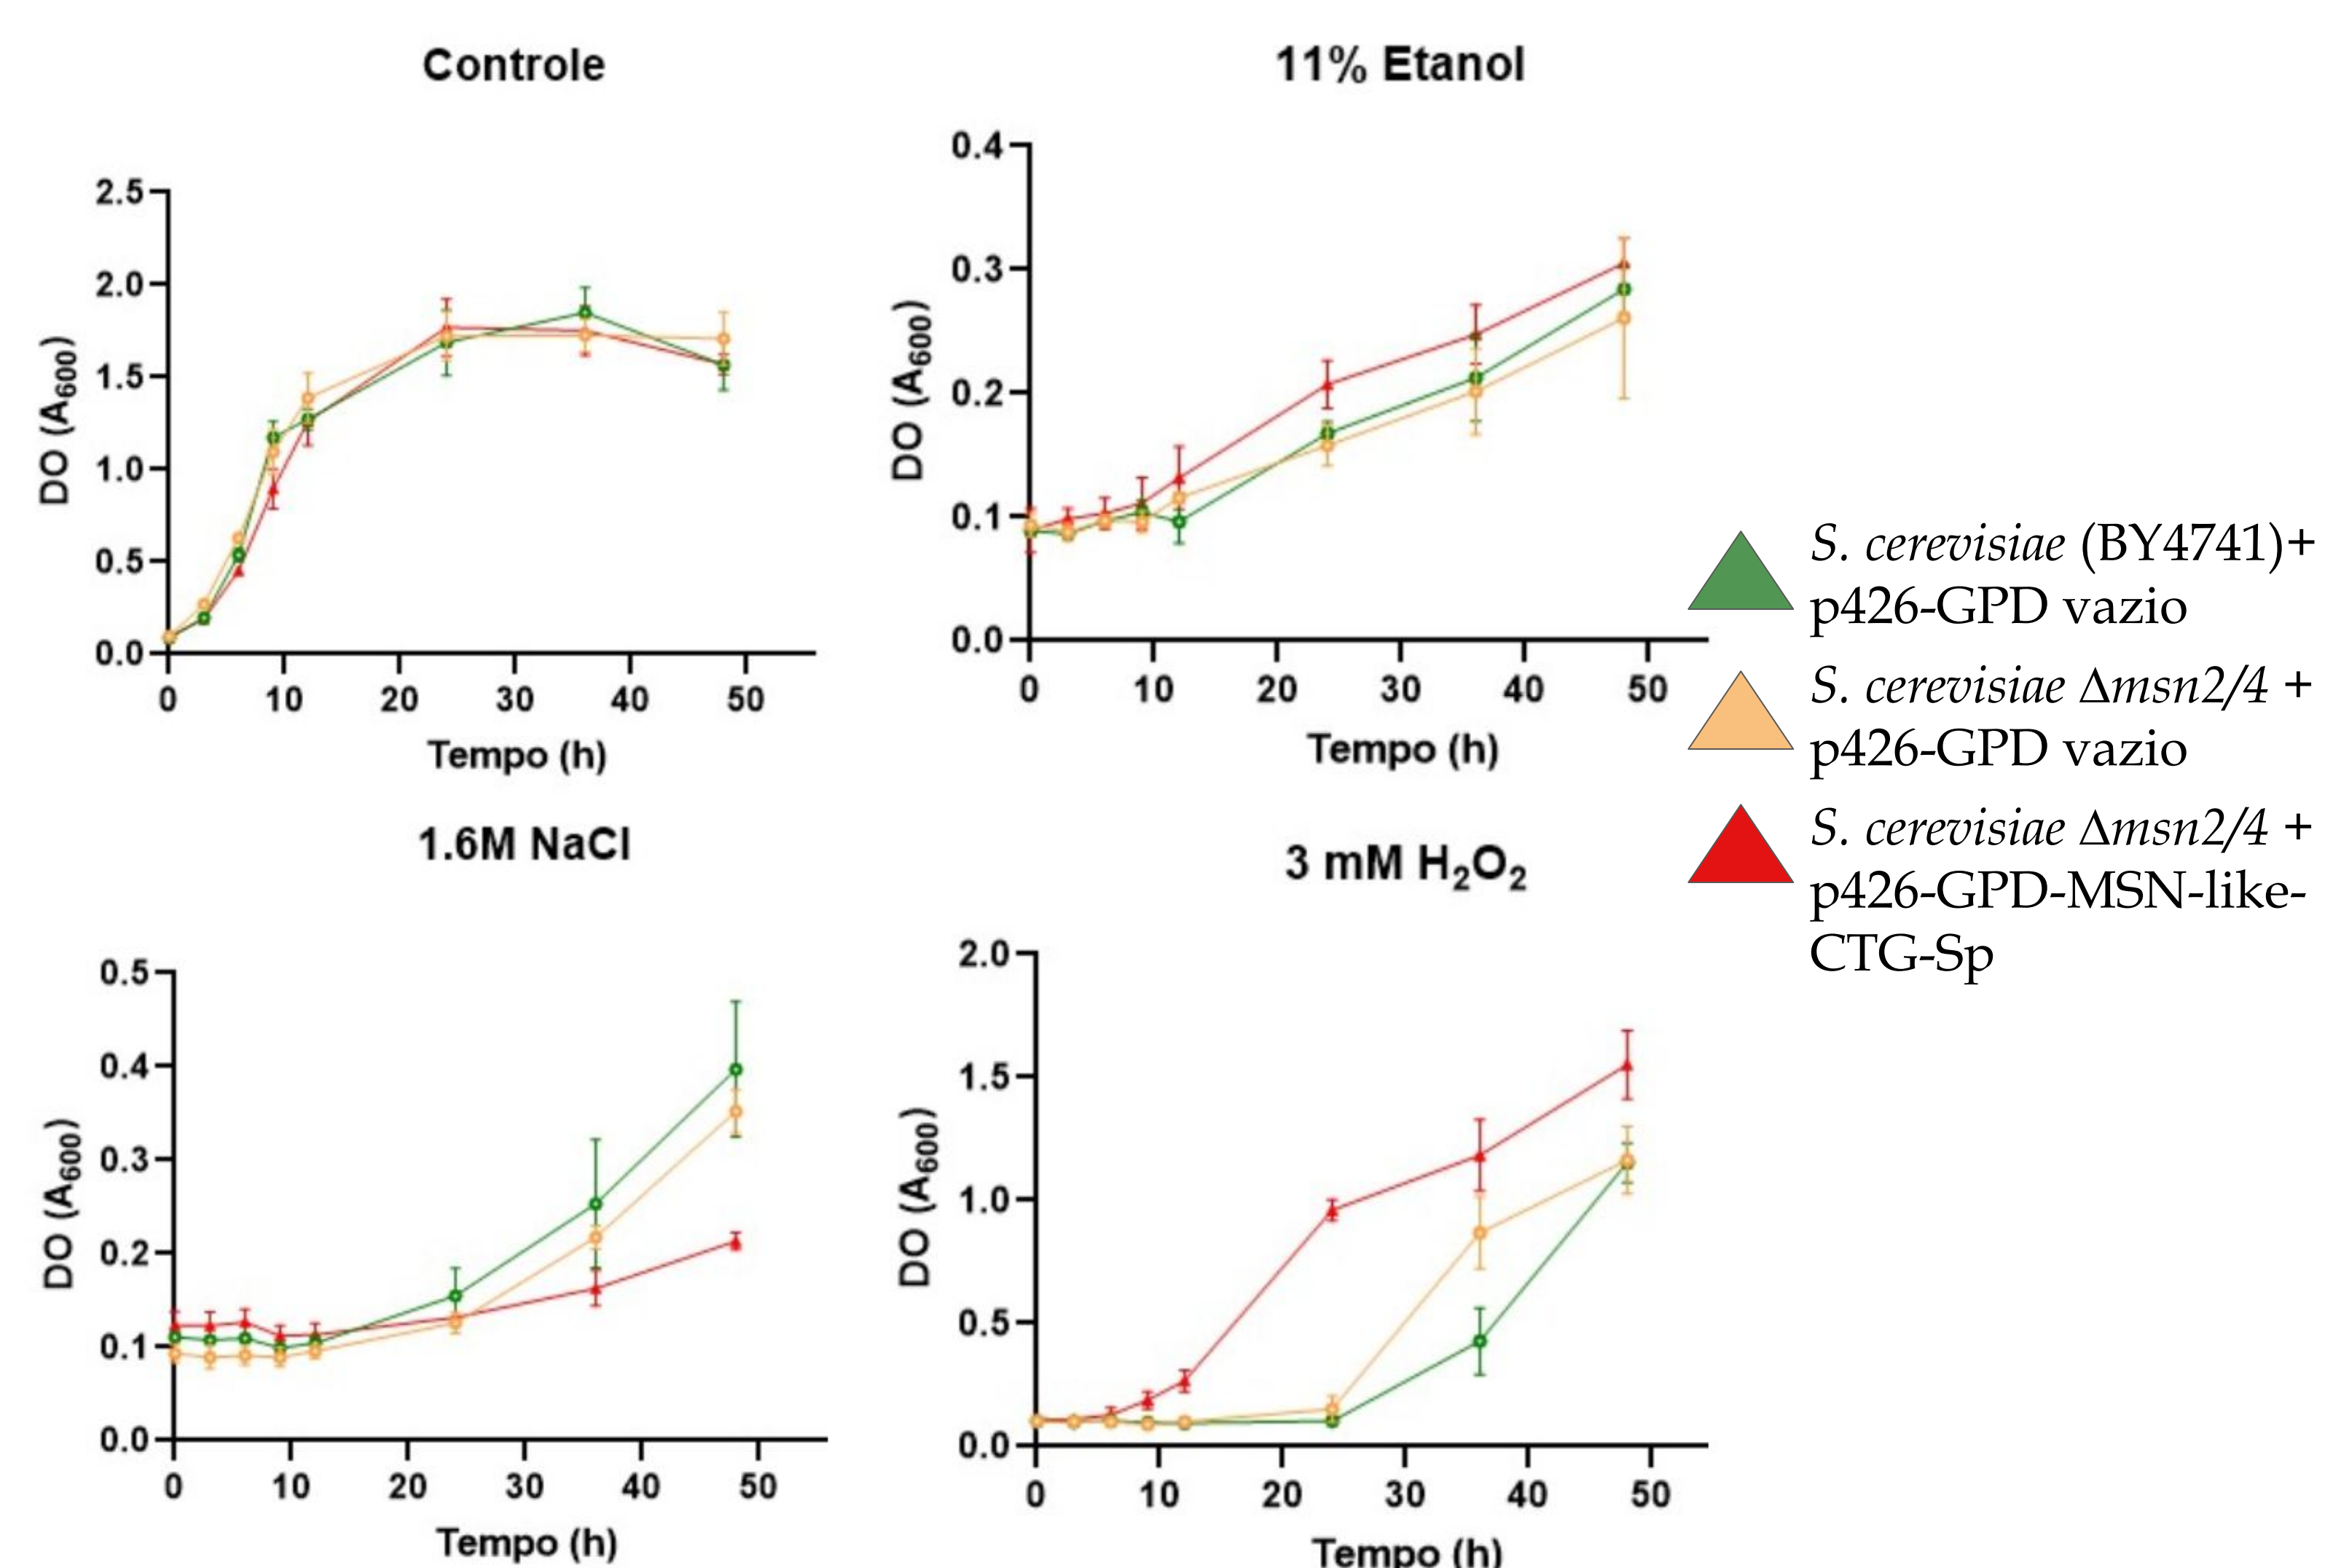 Controle
2.5
2.0
1.5
1.0
0.5
0.0
DO (A600)
0 10 20 30 40 50
Tempo (h)
11% Etanol
0.4
0.3
0.2
0.1
0.0
DO (A600)
0 10 20 30 40 50
Tempo (h)
1.6M NaCl
0.5
0.4
0.3
0.2
0.1
0.0
DO (A600)
0 10 20 30 40 50
Tempo (h)
3 mM H2O2
2.0
1.5
1.0
0.5
0.0
DO (A600)
0 10 20 30 40 50
Tempo (h)
S. cerevisiae (BY4741)+
p426-GPD vazio
S. cerevisiae Δmsn2/4 +
p426-GPD vazio
S. cerevisiae Δmsn2/4 +
p426-GPD-MSN-like-
CTG-Sp